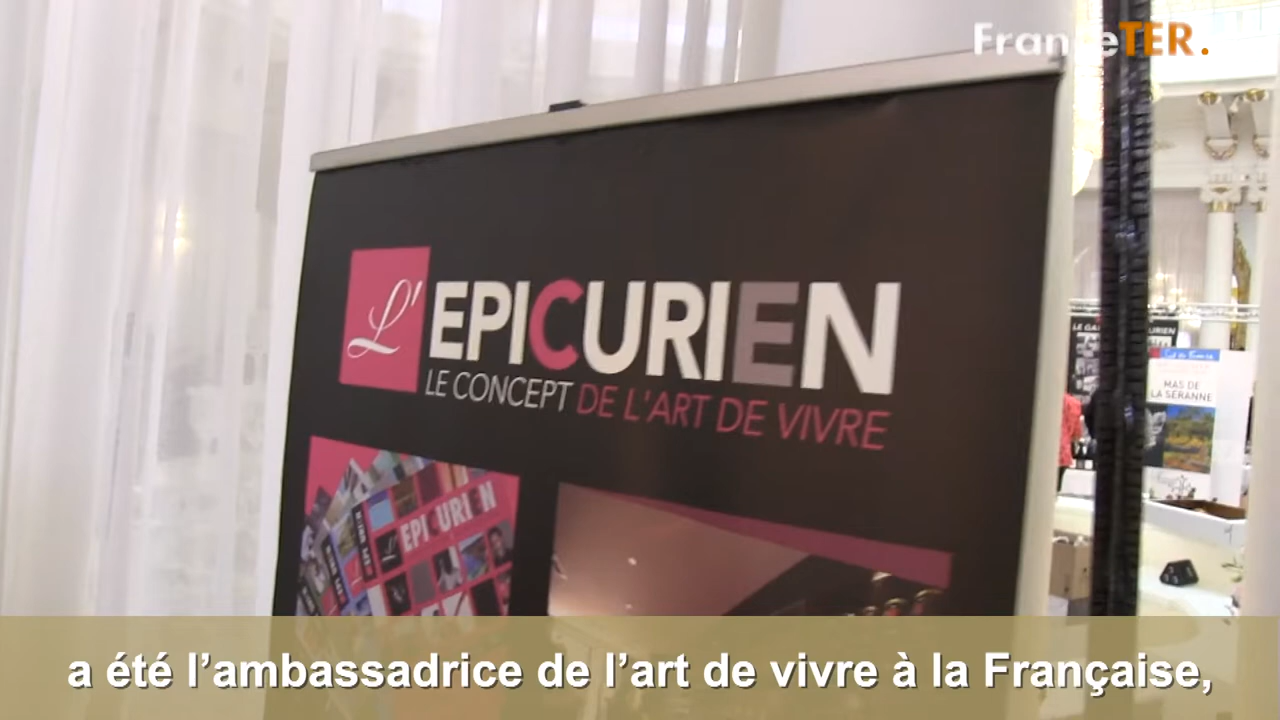 FranceTER.
L'EPICURIEN
LE CONCEPT DE L'ART DE VIVRE
L'EPICURIEN
MAS DE
LA SERANNE
a été l’ambassadrice de l’art de vivre à la Française,